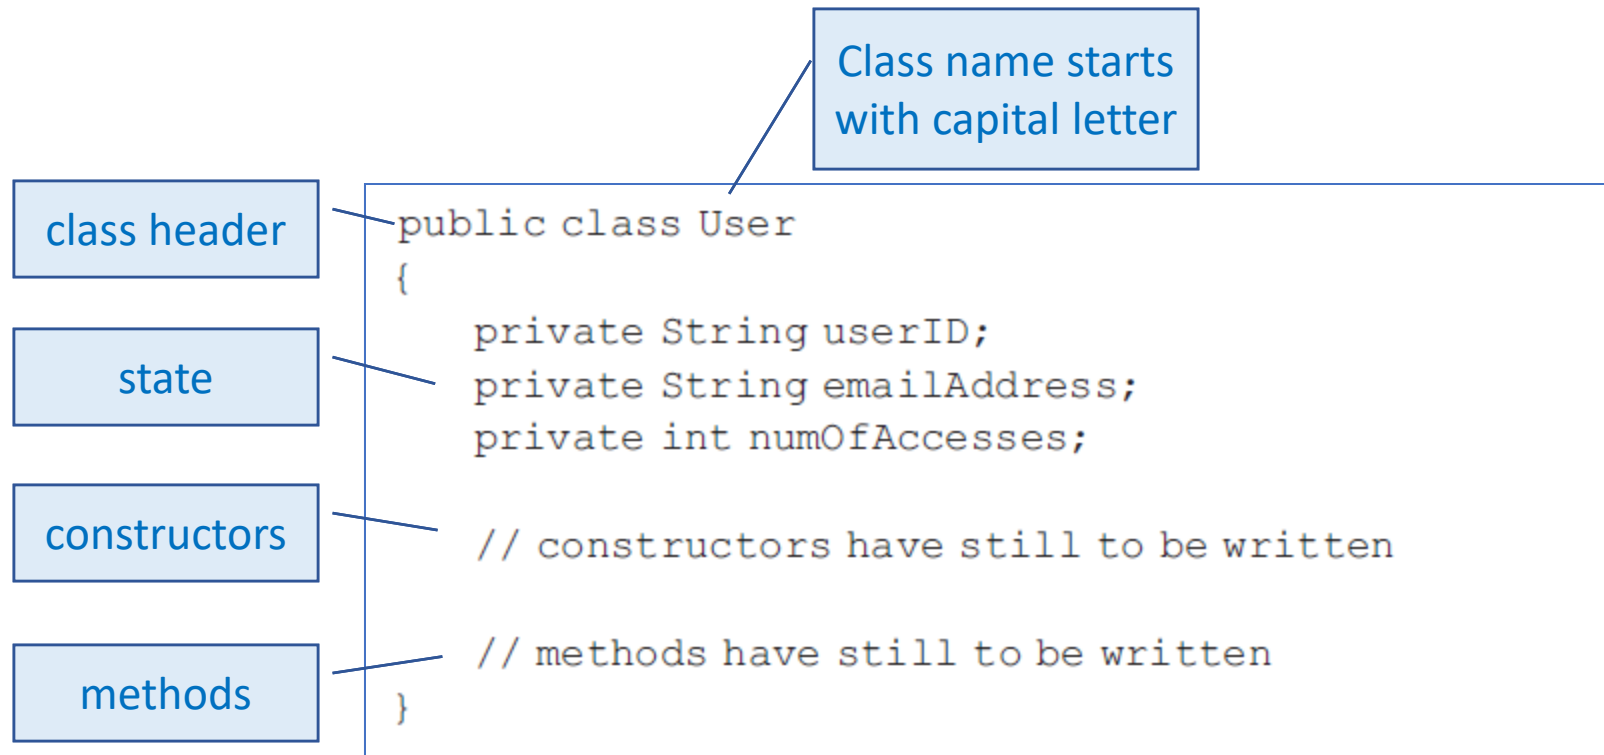 Class name starts
with capital letter
class header
public class User
{
state
private String userID;
private String emailAddress;
private int numOfAccesses;
constructors
// constructors have still to be written
methods
// methods have still to be written
}